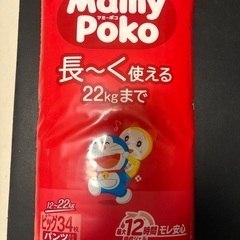 Mamy
Poko
マミーポコ
長〜く使える
22kgまで
12~22kg
ビッグ 34枚
パンツ
最大12時間モレ安心